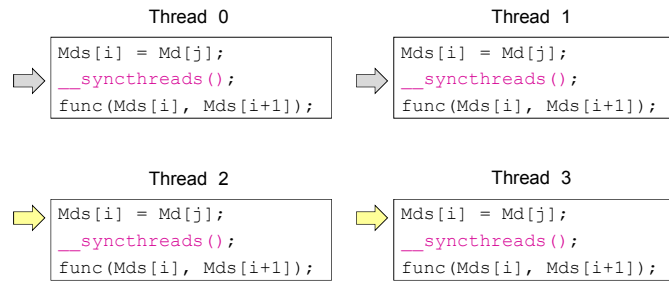 Thread 0
Mds[i] = Md[j];
__syncthreads();
func(Mds[i], Mds[i+1]);
Thread 1
Mds[i] = Md[j];
__syncthreads();
func(Mds[i], Mds[i+1]);
Thread 2
Mds[i] = Md[j];
__syncthreads();
func(Mds[i], Mds[i+1]);
Thread 3
Mds[i] = Md[j];
__syncthreads();
func(Mds[i], Mds[i+1]);